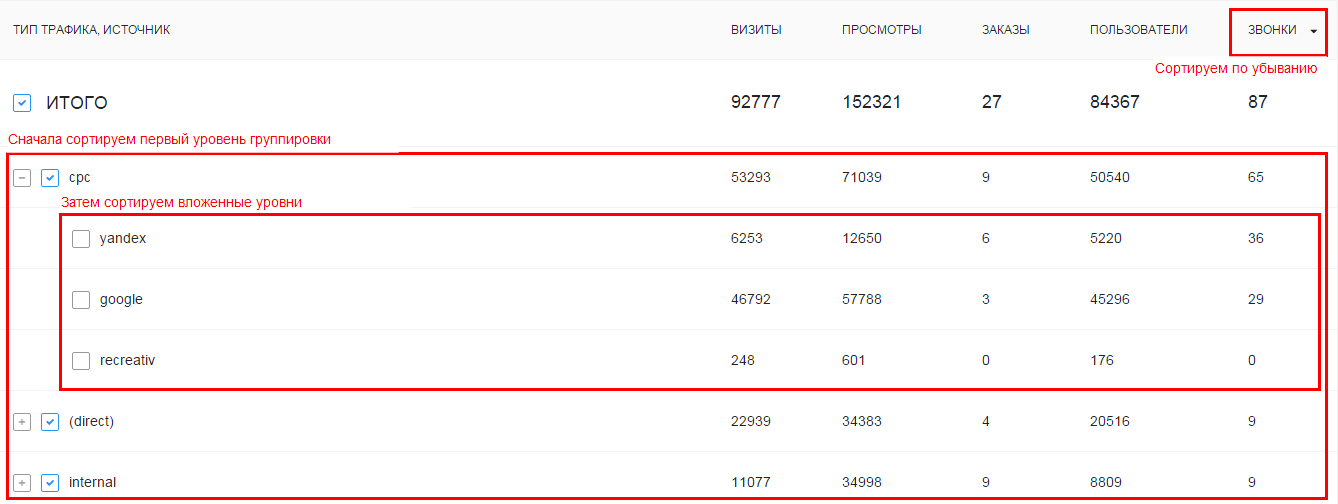 ТИП ТРАФИКА, ИСТОЧНИК ВИЗИТЫ ПРОСМОТРЫ ЗАКАЗЫ ПОЛЬЗОВАТЕЛИ ЗВОНКИ
Сортируем по убыванию
ИТОГО 92777 152321 27 84367 87
Сначала сортируем первый уровень группировки
cpc 53293 71039 9 50540 65
Затем сортируем вложенные уровни
yandex 6253 12650 6 5220 36
google 46792 57788 3 45296 29
recreativ 248 601 0 176 0
(direct) 22939 34383 4 20516 9
internal 11077 34998 9 8809 9